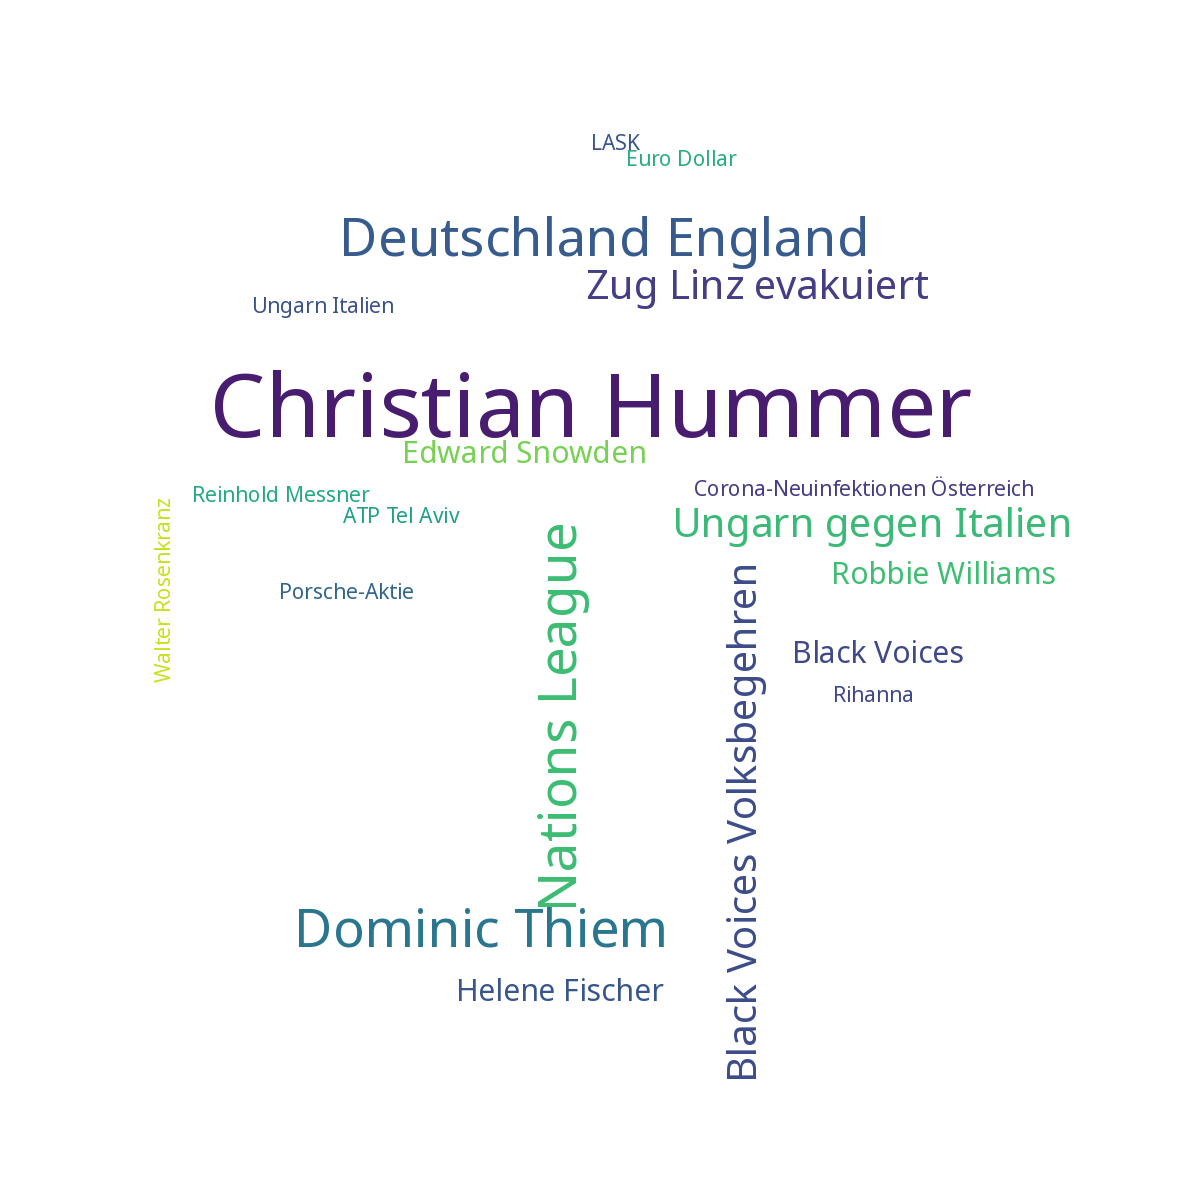 LASK
Euro Dollar
Deutschland England
Zug Linz evakuiert
Ungarn Italien
Christian Hummer
Edward Snowden
Reinhold Messner
Corona-Neuinfektionen Österreich
ATP Tel Aviv
Ungarn gegen Italien
Walter Rosenkranz
Porsche-Aktie
Robbie Williams
Nations League
Black Voices Volksbegehren
Black Voices
Rihanna
Dominic Thiem
Helene Fischer